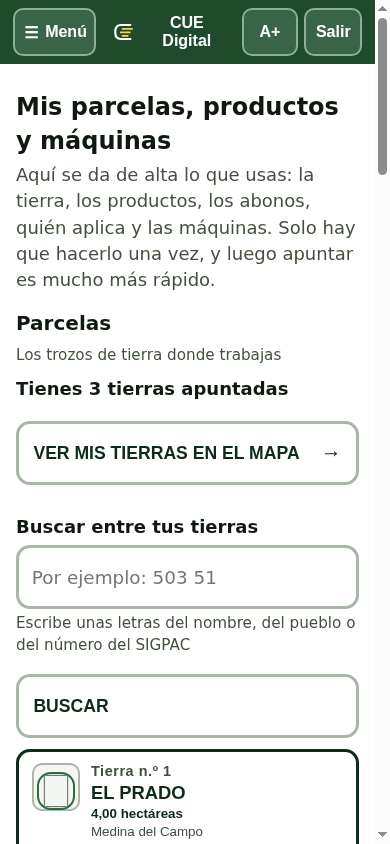 ☰ Menú
CUE
Digital
A+
Salir
Mis parcelas, productos
y máquinas
Aquí se da de alta lo que usas: la
tierra, los productos, los abonos,
quién aplica y las máquinas. Solo hay
que hacerlo una vez, y luego apuntar
es mucho más rápido.
Parcelas
Los trozos de tierra donde trabajas
Tienes 3 tierras apuntadas
VER MIS TIERRAS EN EL MAPA →
Buscar entre tus tierras
Por ejemplo: 503 51
Escribe unas letras del nombre, del pueblo o
del número del SIGPAC
BUSCAR
Tierra n.º 1
EL PRADO
4,00 hectáreas
Medina del Campo